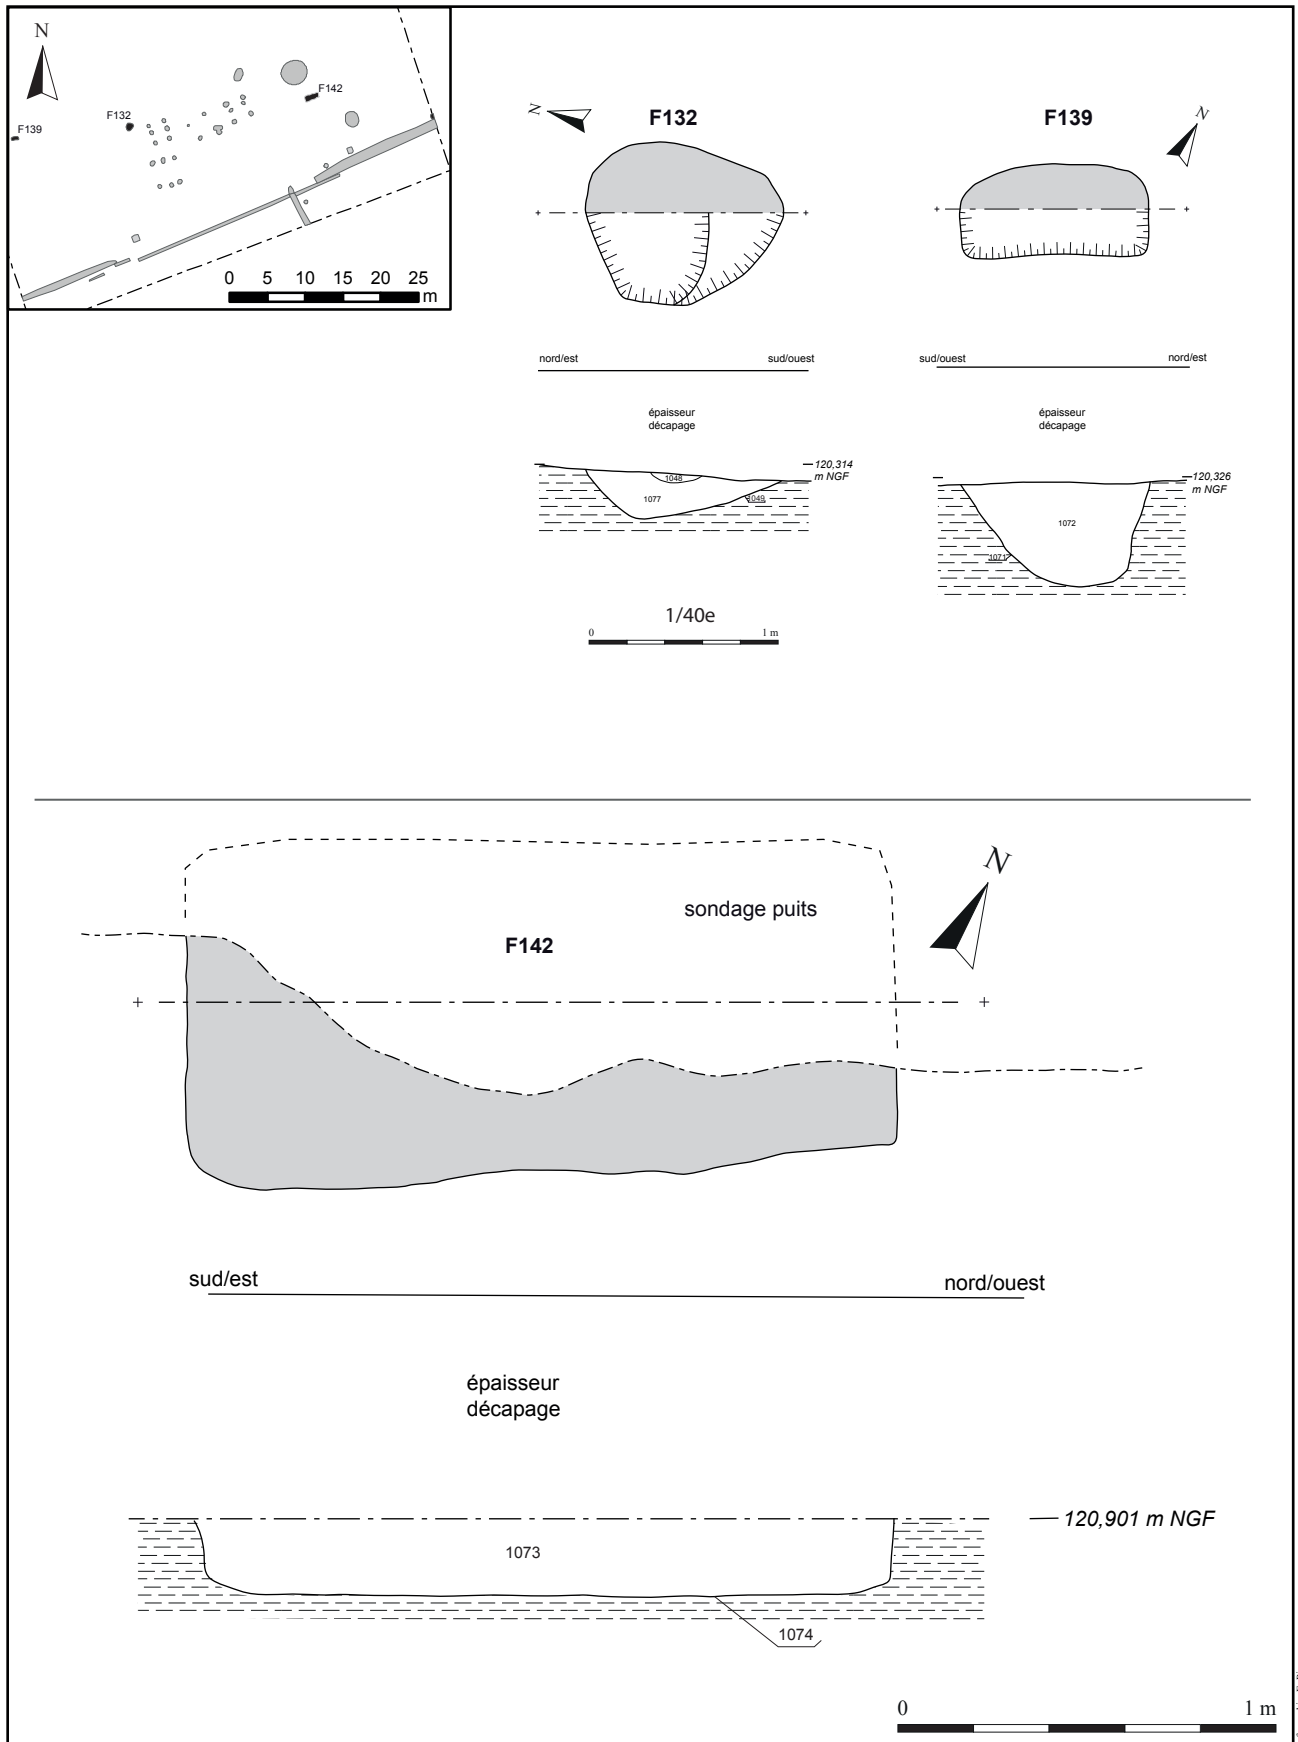 N
F142
F132
F139
0 5 10 15 20 25
m
N
F132
F139
N
nord/est sud/ouest
sud/ouest nord/est
épaisseur
décapage
épaisseur
décapage
120,314
m NGF
1048
1077
1049
120,326
m NGF
1072
1071
1/40e
0 1 m
N
sondage puits
F142
sud/est nord/ouest
épaisseur
décapage
120,901 m NGF
1073
1074
0 1 m